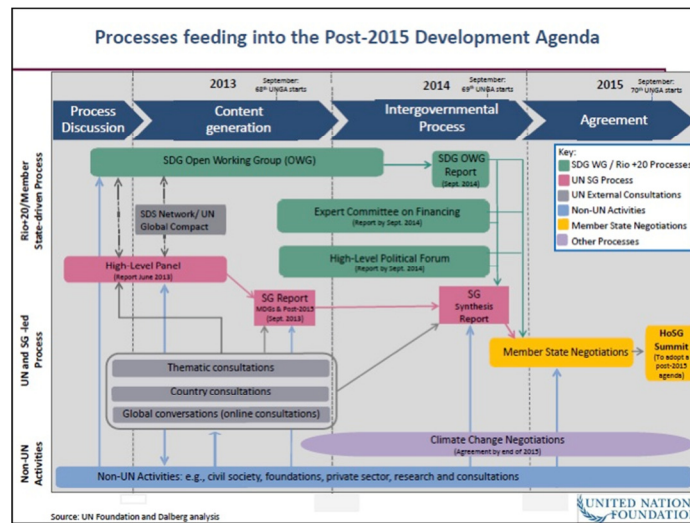 Processes feeding into the Post-2015 Development Agenda
2013
September:
68th UNGA starts
2014
September:
69th UNGA starts
2015
September:
70th UNGA starts
Process
Discussion
Content
generation
Intergovernmental
Process
Agreement
Rio+20/Member
State-driven Process
UN and SG-led
Process
Non-UN
Activities
SDG Open Working Group (OWG)
SDG OWG
Report
(Sept. 2014)
Key:
SDG WG / Rio +20 Processes
UN SG Process
UN External Consultations
Non-UN Activities
Member State Negotiations
Other Processes
SDS Network/ UN
Global Compact
Expert Committee on Financing
(Report by Sept. 2014)
High-Level Political Forum
(Report by Sept. 2014)
High-Level Panel
(Report June 2013)
SG Report
MDGs & Post-2015
(Sept. 2013)
SG
Synthesis
Report
Member State Negotiations
HoSG
Summit
(To adopt a
post-2015
agenda)
Thematic consultations
Country consultations
Global conversations (online consultations)
Climate Change Negotiations
(Agreement by end of 2015)
Non-UN Activities: e.g., civil society, foundations, private sector, research and consultations
Source: UN Foundation and Dalberg analysis
UNITED NATION
FOUNDATIO